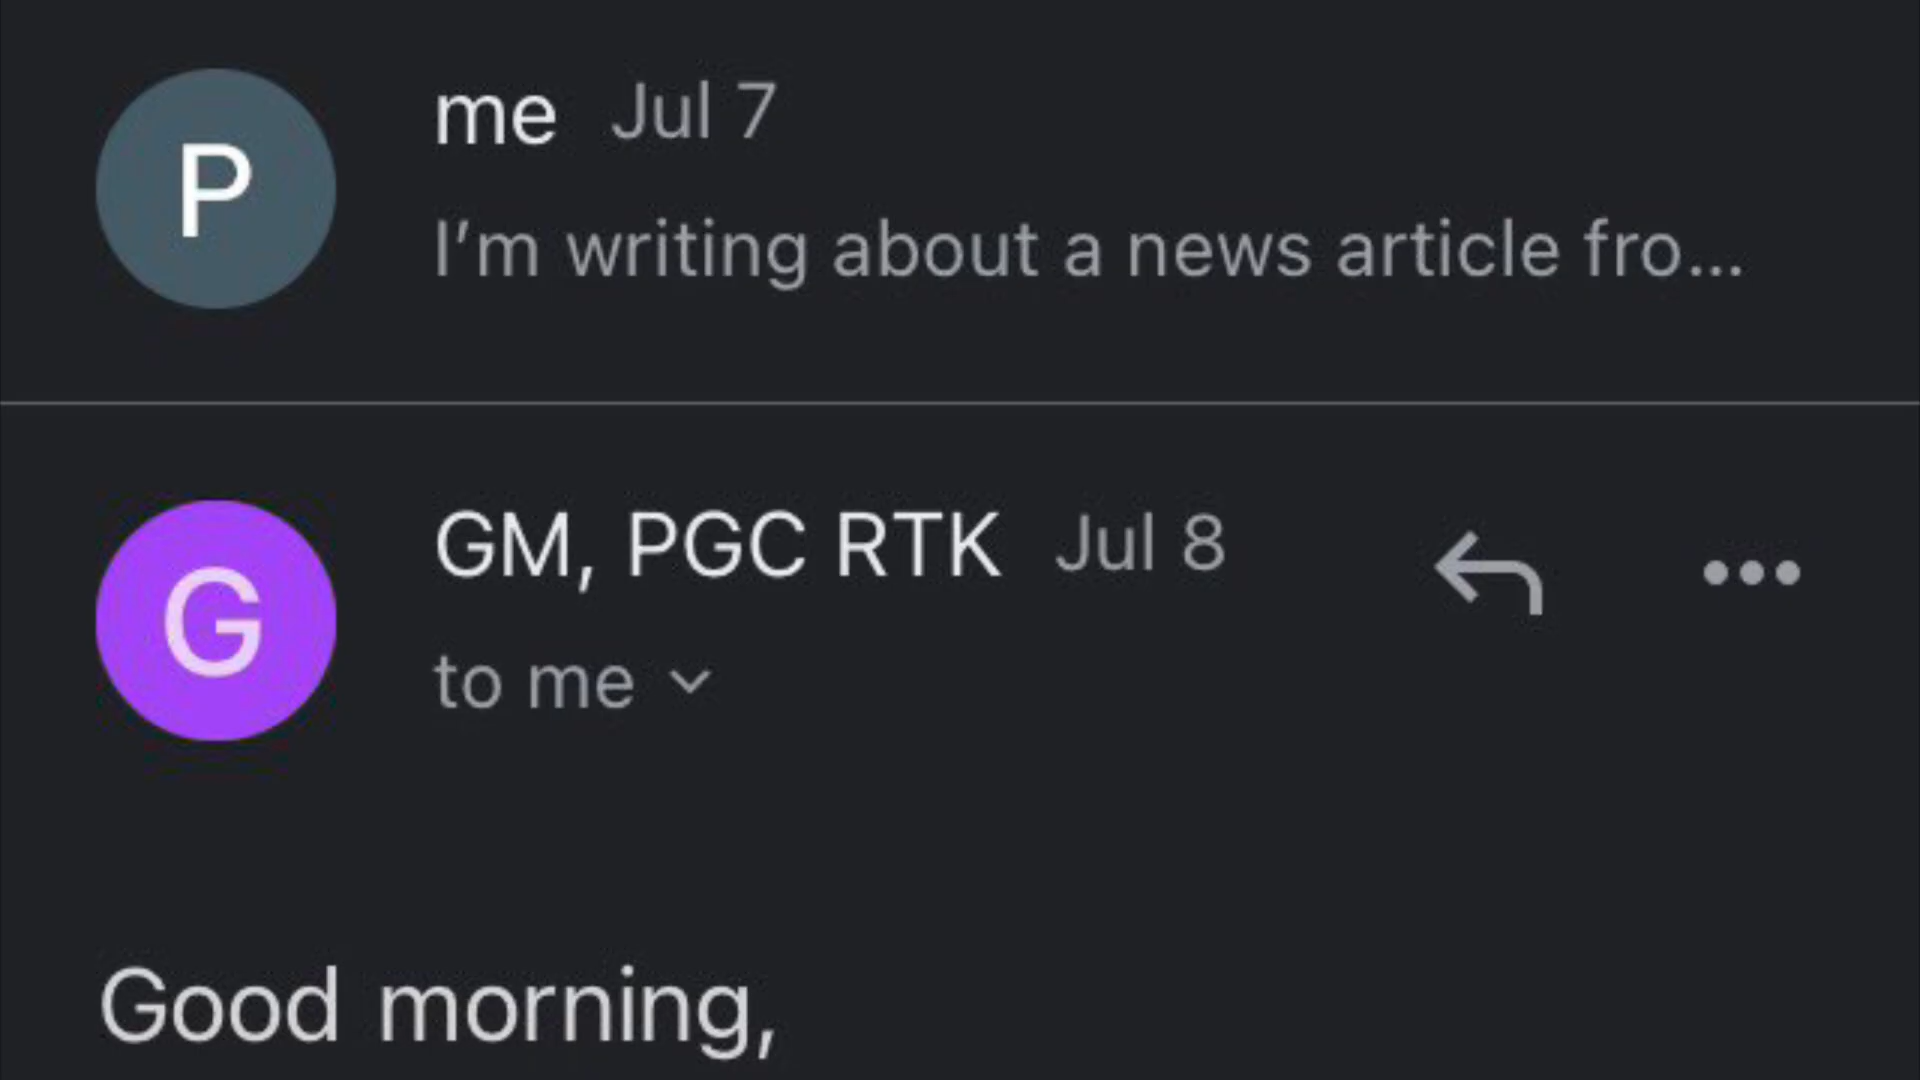 P
me Jul 7
I’m writing about a news article fro...
G
GM, PGC RTK Jul 8
to me
Good morning,